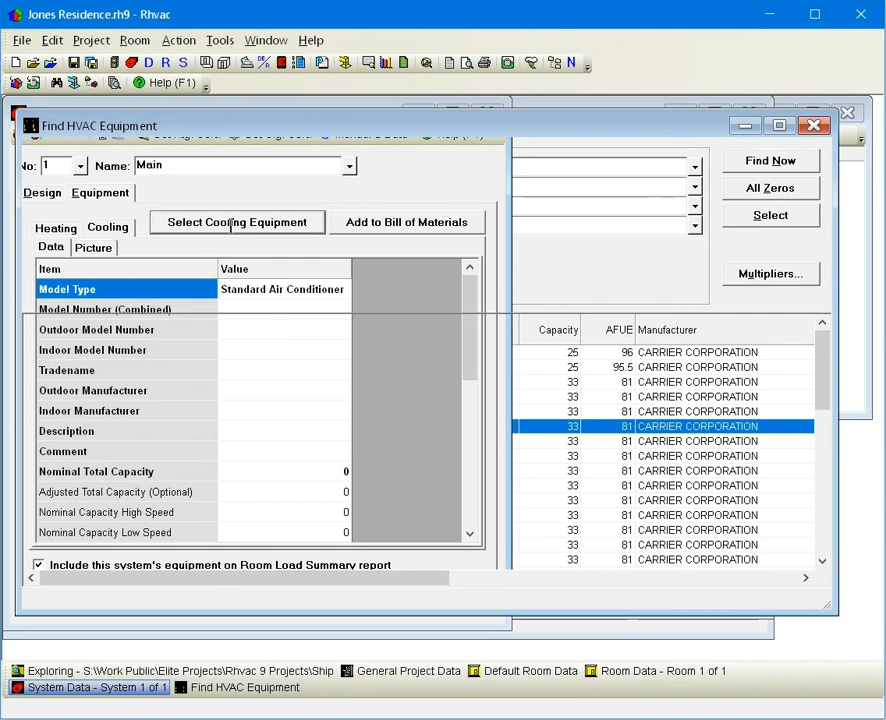 Jones Residence.rh9 - Rhvac
File Edit Project Room Action Tools Window Help
D R S N
Help (F1)
Find HVAC Equipment
No: 1 Name: Main
Design Equipment
Heating Cooling Select Cooling Equipment Add to Bill of Materials
Data Picture
Item Value
Model Type Standard Air Conditioner
Model Number (Combined)
Outdoor Model Number
Indoor Model Number
Tradename
Outdoor Manufacturer
Indoor Manufacturer
Description
Comment
Nominal Total Capacity 0
Adjusted Total Capacity (Optional) 0
Nominal Capacity High Speed 0
Nominal Capacity Low Speed 0
Include this system's equipment on Room Load Summary report
Find Now
All Zeros
Select
Multipliers...
Capacity AFUE Manufacturer
25 96 CARRIER CORPORATION
25 95.5 CARRIER CORPORATION
33 81 CARRIER CORPORATION
33 81 CARRIER CORPORATION
33 81 CARRIER CORPORATION
33 81 CARRIER CORPORATION
33 81 CARRIER CORPORATION
33 81 CARRIER CORPORATION
33 81 CARRIER CORPORATION
33 81 CARRIER CORPORATION
33 81 CARRIER CORPORATION
33 81 CARRIER CORPORATION
33 81 CARRIER CORPORATION
33 81 CARRIER CORPORATION
33 81 CARRIER CORPORATION
Exploring - S:\Work Public\Elite Projects\Rhvac 9 Projects\Ship General Project Data Default Room Data Room Data - Room 1 of 1
System Data - System 1 of 1 Find HVAC Equipment